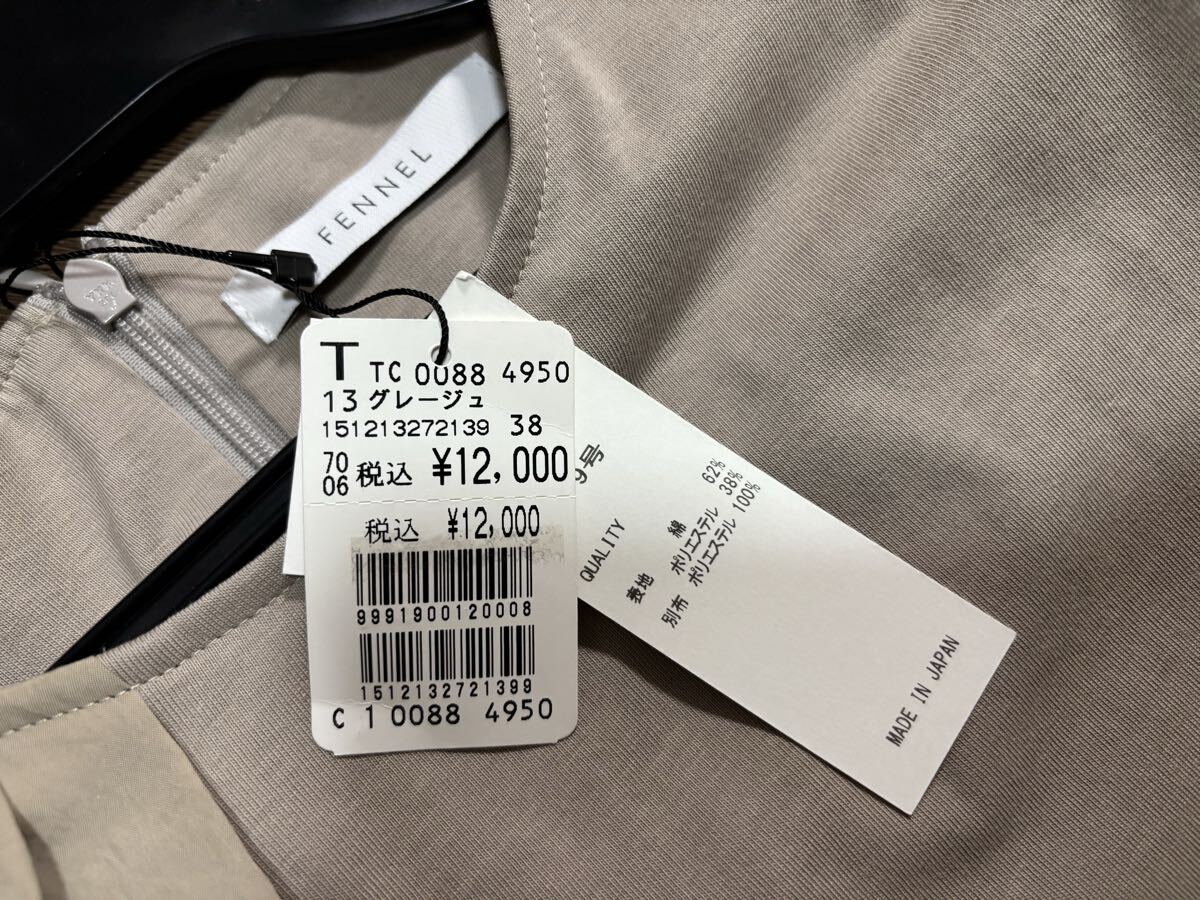 FENNEL
T TC 0088 4950
13 グレージュ
151213272139 38
70
06 税込 ¥12,000
税込 ¥12,000
9991900120008
1512132721399
C 1 0088 4950
9号
QUALITY
表地 綿 62%
ポリエステル 38%
別布 ポリエステル 100%
MADE IN JAPAN